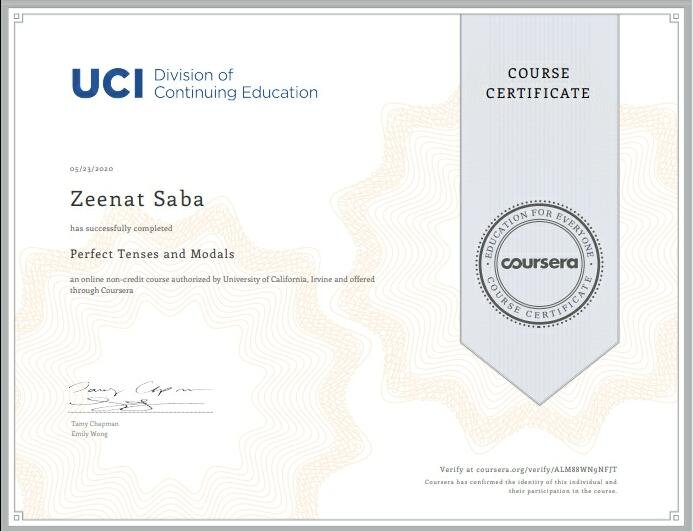 UCI Division of
Continuing Education
COURSE
CERTIFICATE
05/23/2020
Zeenat Saba
has successfully completed
Perfect Tenses and Modals
an online non-credit course authorized by University of California, Irvine and offered
through Coursera
EDUCATION FOR EVERYONE
coursera
COURSE CERTIFICATE
Tamy Chapman
Emily Wong
Verify at coursera.org/verify/ALM88WN9NFJT
Coursera has confirmed the identity of this individual and
their participation in the course.